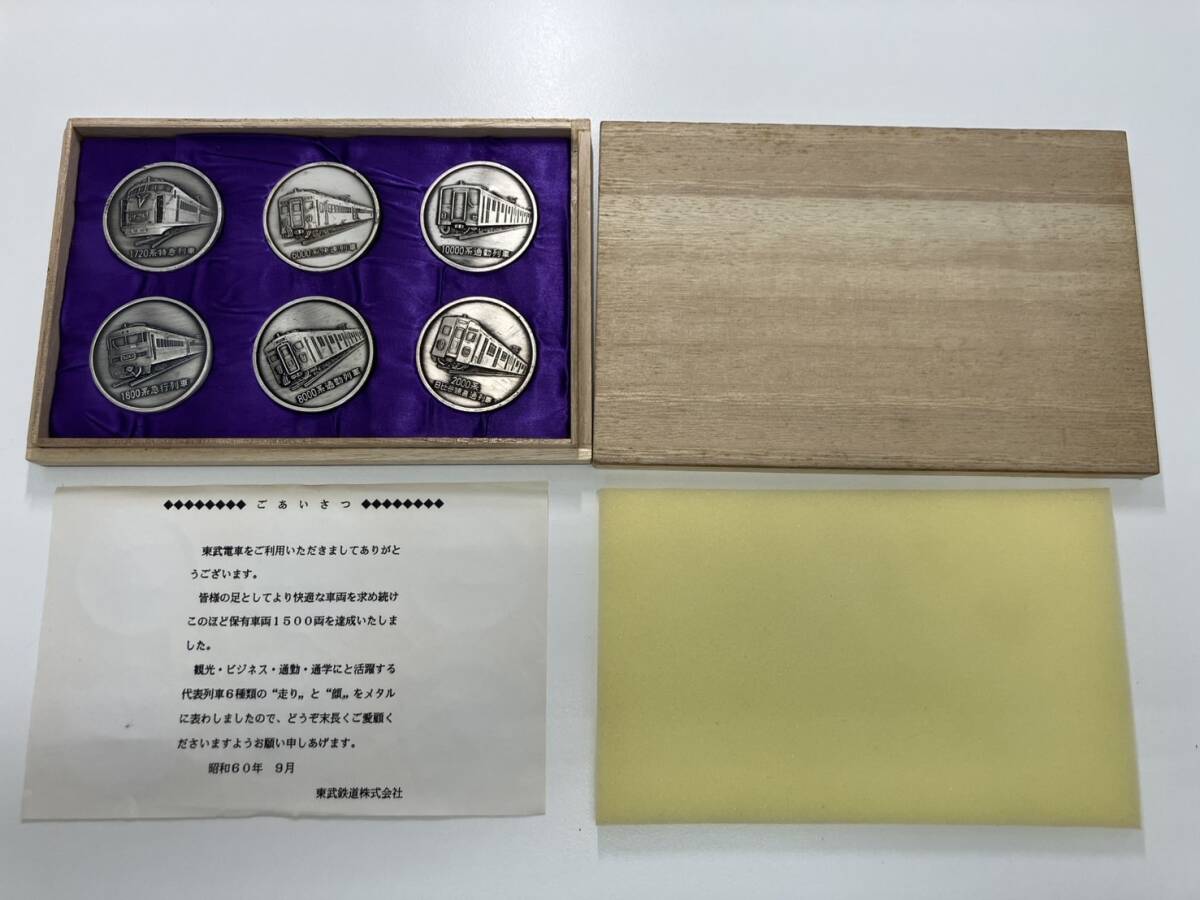 1720系特急列車
6000系快速列車
10000系通勤列車
1800系急行列車
8000系通勤列車
2000系
日比谷線直通列車
◆◆◆◆◆◆◆◆ ごあいさつ ◆◆◆◆◆◆◆◆
東武電車をご利用いただきましてありがと
うございます。
皆様の足としてより快適な車両を求め続け
このほど保有車両1500両を達成いたしま
した。
観光・ビジネス・通勤・通学にと活躍する
代表列車6種類の“走り„と“顔„をメタル
に表わしましたので、どうぞ末長くご愛顧く
ださいますようお願い申しあげます。
昭和60年 9月
東武鉄道株式会社